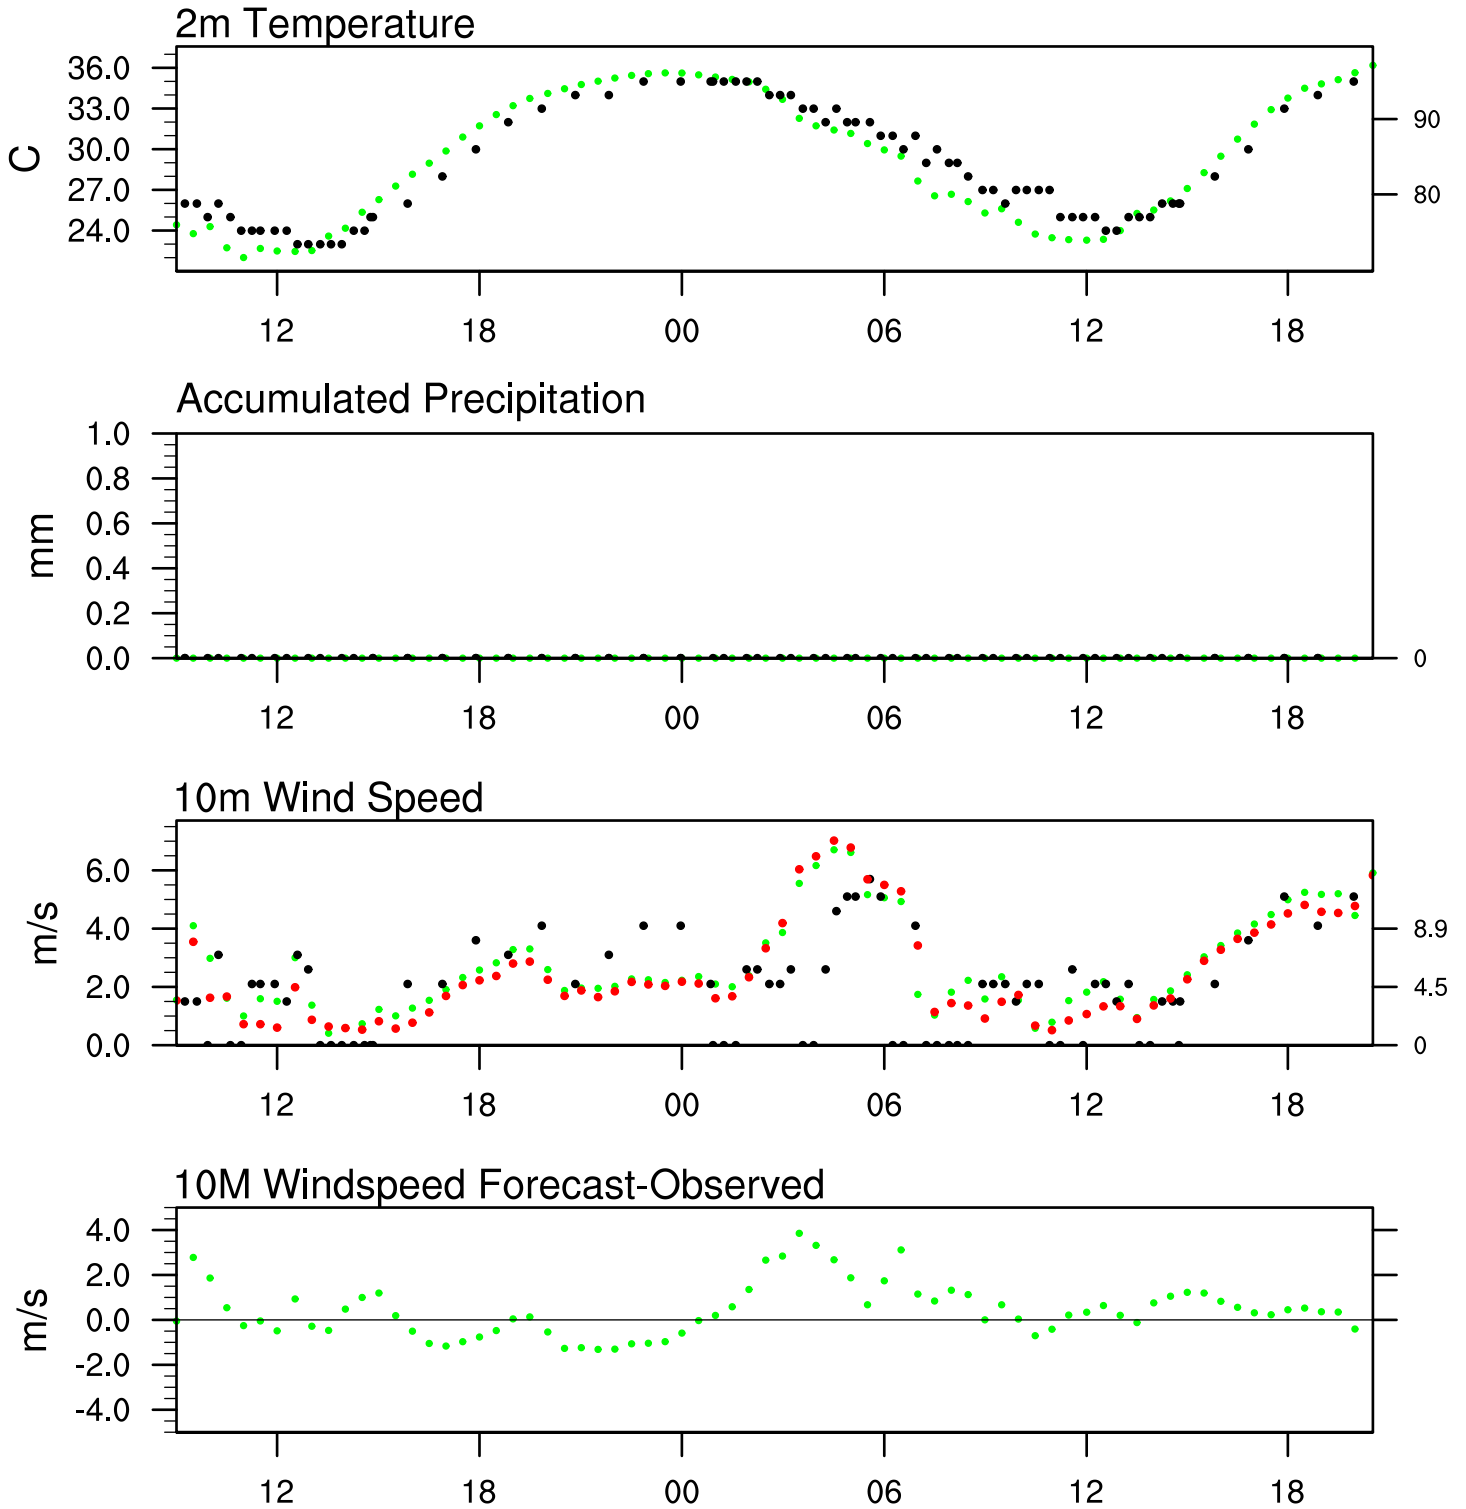 2m Temperature
36.0
33.0
30.0
27.0
24.0
C
90
80
12 18 00 06 12 18
Accumulated Precipitation
1.0
0.8
0.6
0.4
0.2
0.0
mm
0
12 18 00 06 12 18
10m Wind Speed
6.0
4.0
2.0
0.0
m/s
8.9
4.5
0
12 18 00 06 12 18
10M Windspeed Forecast-Observed
4.0
2.0
0.0
-2.0
-4.0
m/s
12 18 00 06 12 18